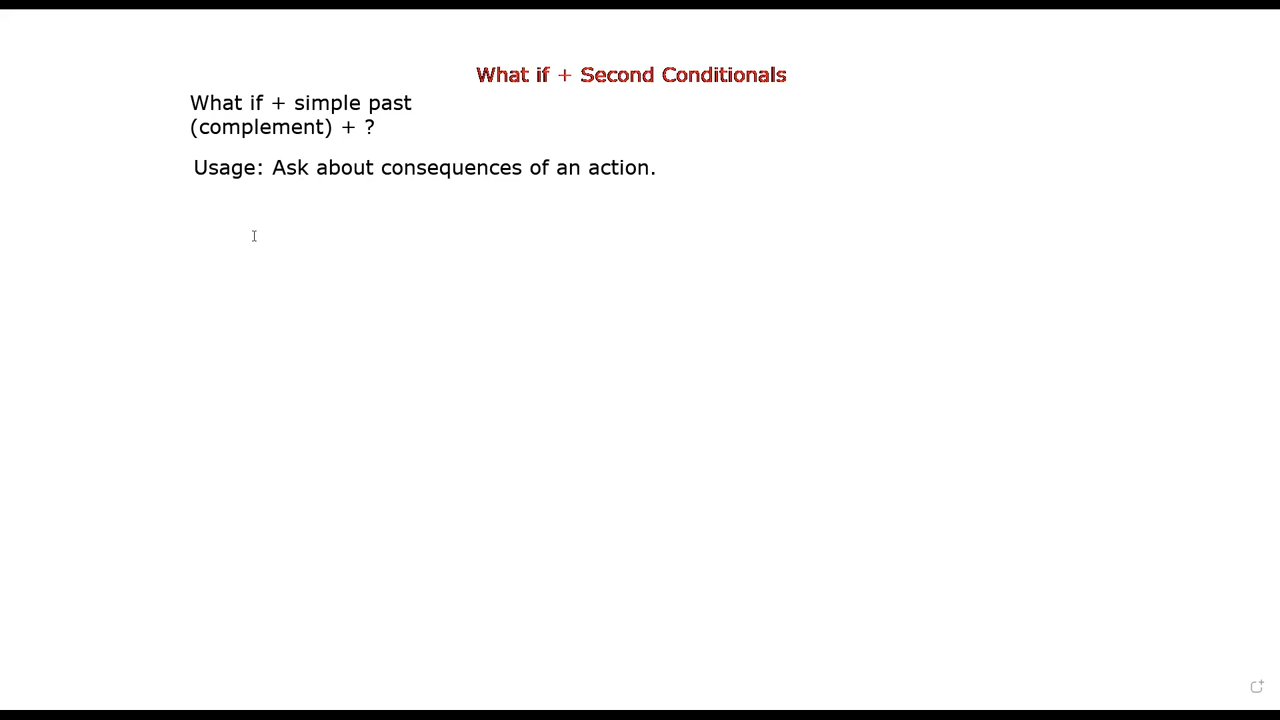 What if + Second Conditionals
What if + simple past
(complement) + ?
Usage: Ask about consequences of an action.